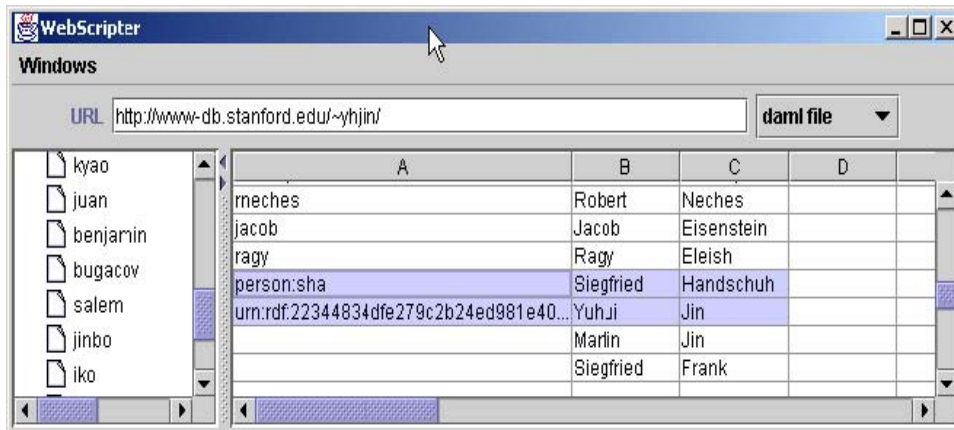 WebScripter
Windows
URL http://www-db.stanford.edu/~yhjin/ daml file
kyao
juan
benjamin
bugacov
salem
jinbo
iko
A B C D
rneches Robert Neches
jacob Jacob Eisenstein
ragy Ragy Eleish
person:sha Siegfried Handschuh
urn:rdf:22344834dfe279c2b24ed981e40... Yuhui Jin
Martin Jin
Siegfried Frank